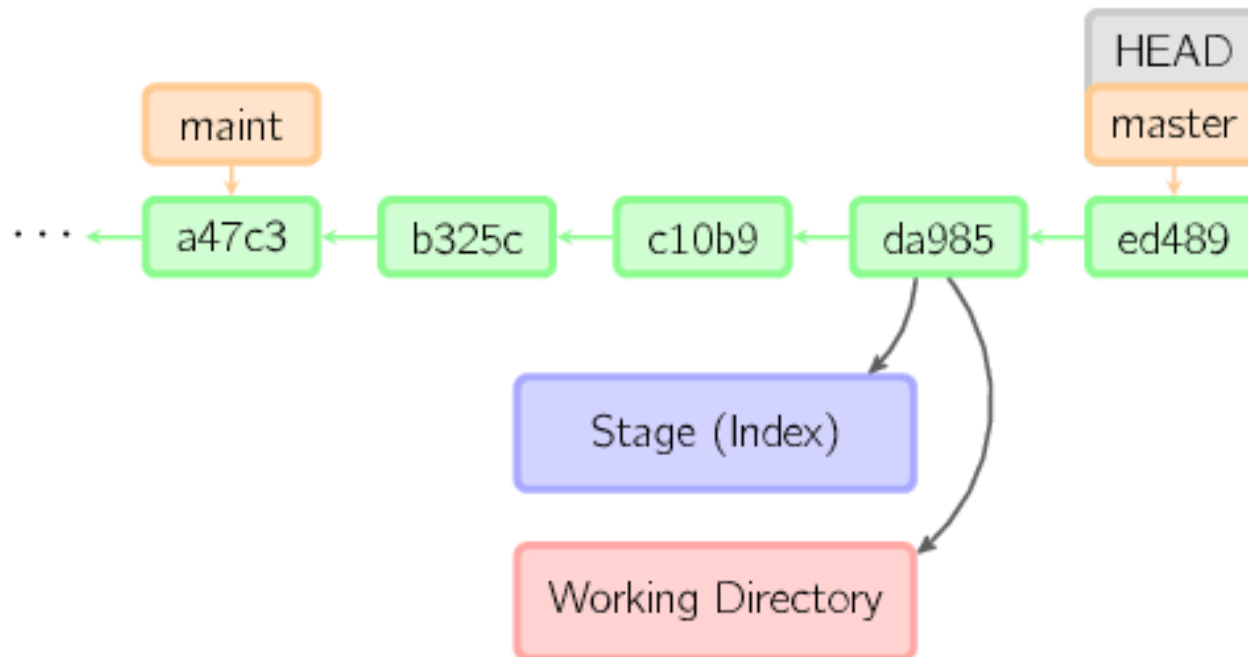 HEAD
maint
master
... a47c3 b325c c10b9 da985 ed489
Stage (Index)
Working Directory